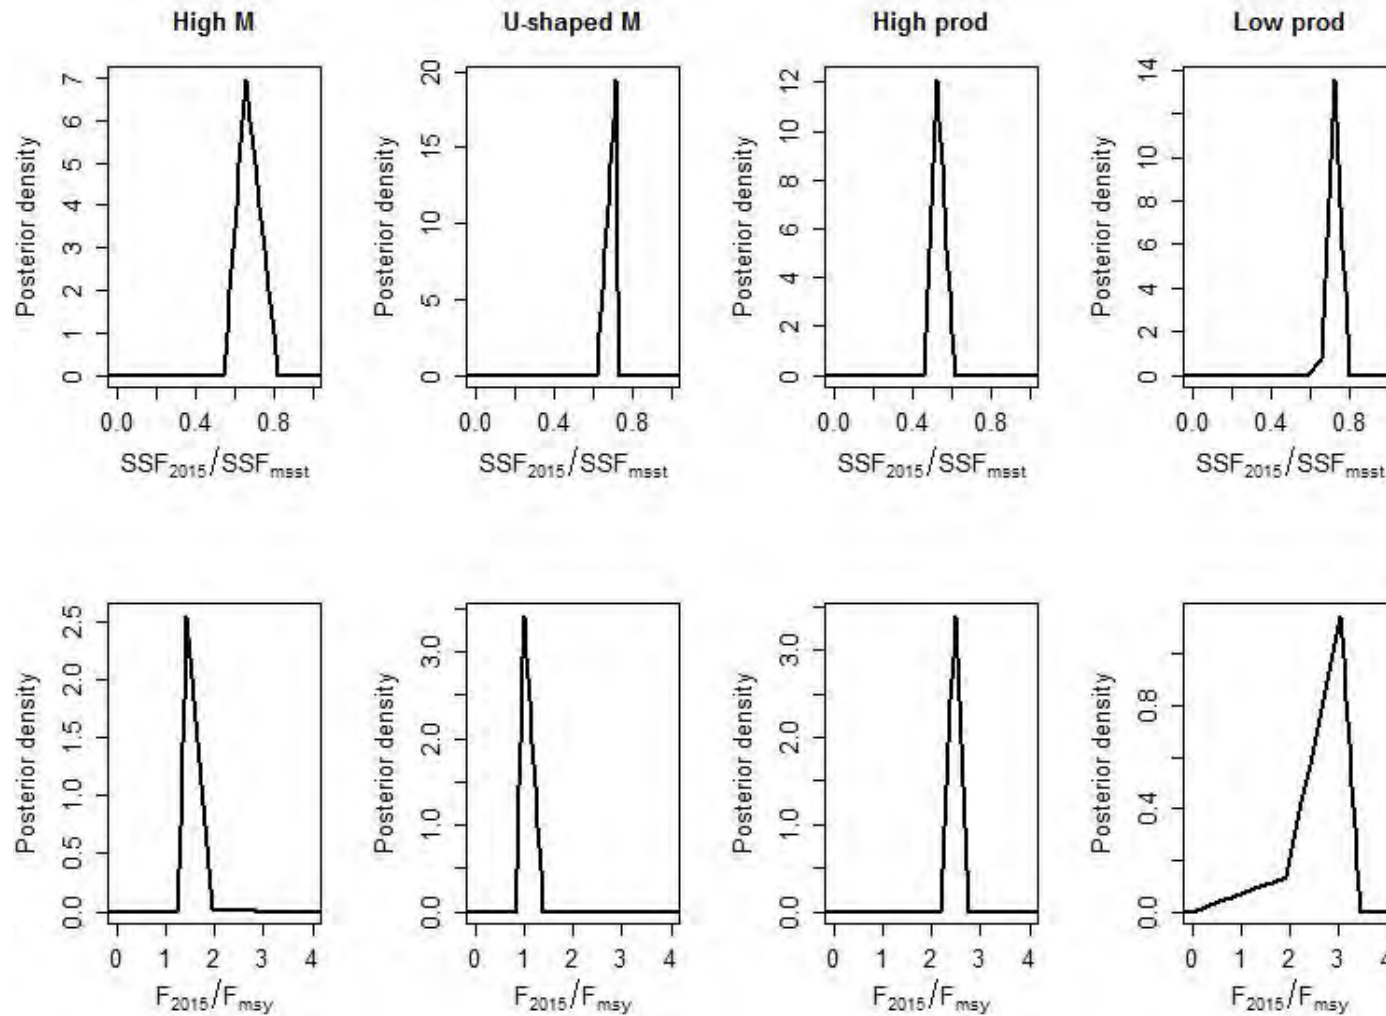 High M
U-shaped M
High prod
Low prod
Posterior density
0 1 2 3 4 5 6 7
0.0 0.4 0.8
SSF2015/SSFmsst
Posterior density
0 5 10 15 20
0.0 0.4 0.8
SSF2015/SSFmsst
Posterior density
0 2 4 6 8 10 12
0.0 0.4 0.8
SSF2015/SSFmsst
Posterior density
0 2 4 6 8 10 14
0.0 0.4 0.8
SSF2015/SSFmsst
Posterior density
0.0 0.5 1.0 1.5 2.0 2.5
0 1 2 3 4
F2015/Fmsy
Posterior density
0.0 1.0 2.0 3.0
0 1 2 3 4
F2015/Fmsy
Posterior density
0.0 1.0 2.0 3.0
0 1 2 3 4
F2015/Fmsy
Posterior density
0.0 0.4 0.8
0 1 2 3 4
F2015/Fmsy